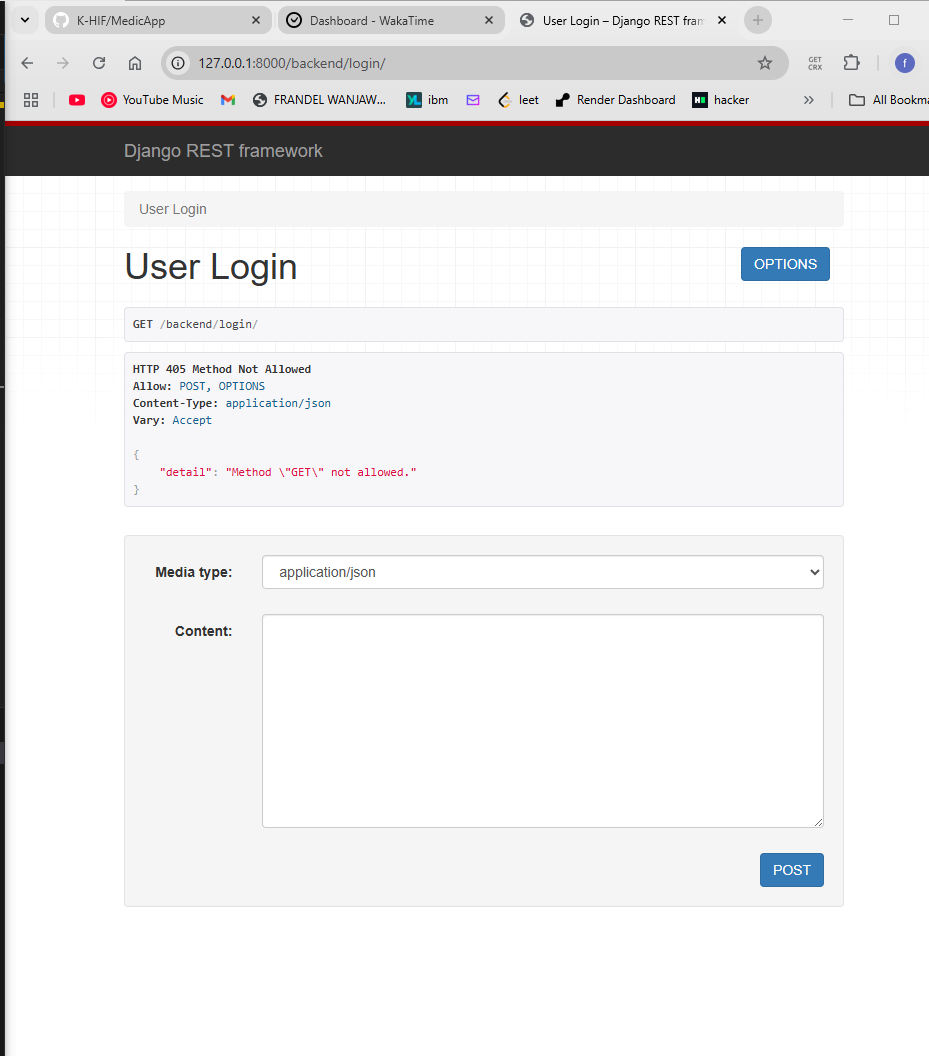 K-HIF/MedicApp
Dashboard - WakaTime
User Login – Django REST fram
127.0.0.1:8000/backend/login/
GET
CRX
f
YouTube Music
FRANDEL WANJAW...
YL
ibm
leet
Render Dashboard
H
hacker
All Bookma
Django REST framework
User Login
User Login
OPTIONS
GET /backend/login/
HTTP 405 Method Not Allowed
Allow: POST, OPTIONS
Content-Type: application/json
Vary: Accept
{
"detail": "Method \"GET\" not allowed."
}
Media type:
application/json
Content:
POST